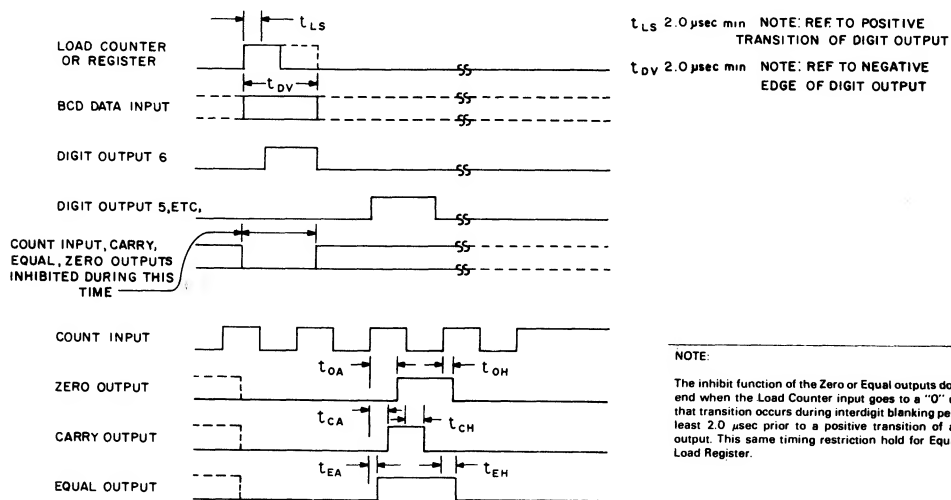 t LS
t LS 2.0 μsec min NOTE: REF. TO POSITIVE
TRANSITION OF DIGIT OUTPUT
LOAD COUNTER
OR REGISTER
t DV
t DV 2.0 μsec min NOTE: REF TO NEGATIVE
EDGE OF DIGIT OUTPUT
BCD DATA INPUT
DIGIT OUTPUT 6
DIGIT OUTPUT 5, ETC,
COUNT INPUT, CARRY,
EQUAL, ZERO OUTPUTS
INHIBITED DURING THIS
TIME
COUNT INPUT
t OA
t OH
ZERO OUTPUT
t CA
t CH
CARRY OUTPUT
t EA
t EH
EQUAL OUTPUT
NOTE:
The inhibit function of the Zero or Equal outputs do
end when the Load Counter input goes to a "0"
that transition occurs during interdigit blanking pe
least 2.0 μsec prior to a positive transition of
output. This same timing restriction hold for Equ
Load Register.